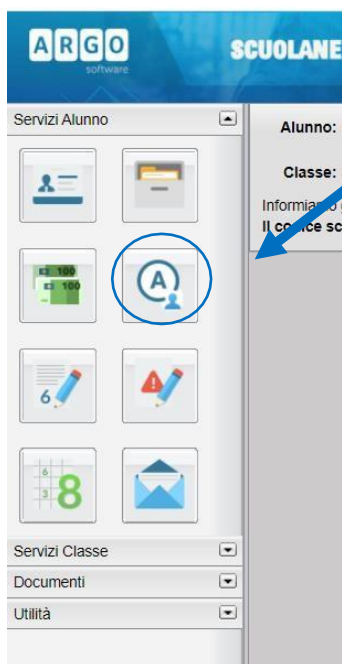 ARGO
software
SCUOLANE
Servizi Alunno
Alunno:
Classe:
Il codice sc
100
100
A
6
6
3
8
Servizi Classe
Documenti
Utilità